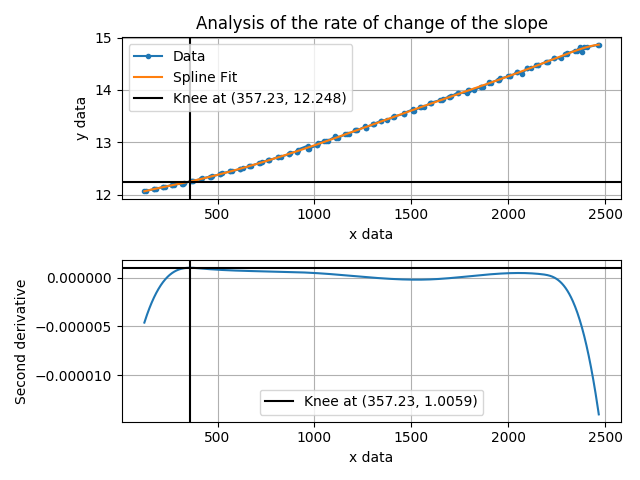 Analysis of the rate of change of the slope
15
14
13
12
y data
Data
Spline Fit
Knee at (357.23, 12.248)
500
1000
1500
2000
2500
x data
0.000000
−0.000005
−0.000010
Second derivative
Knee at (357.23, 1.0059)
500
1000
1500
2000
2500
x data